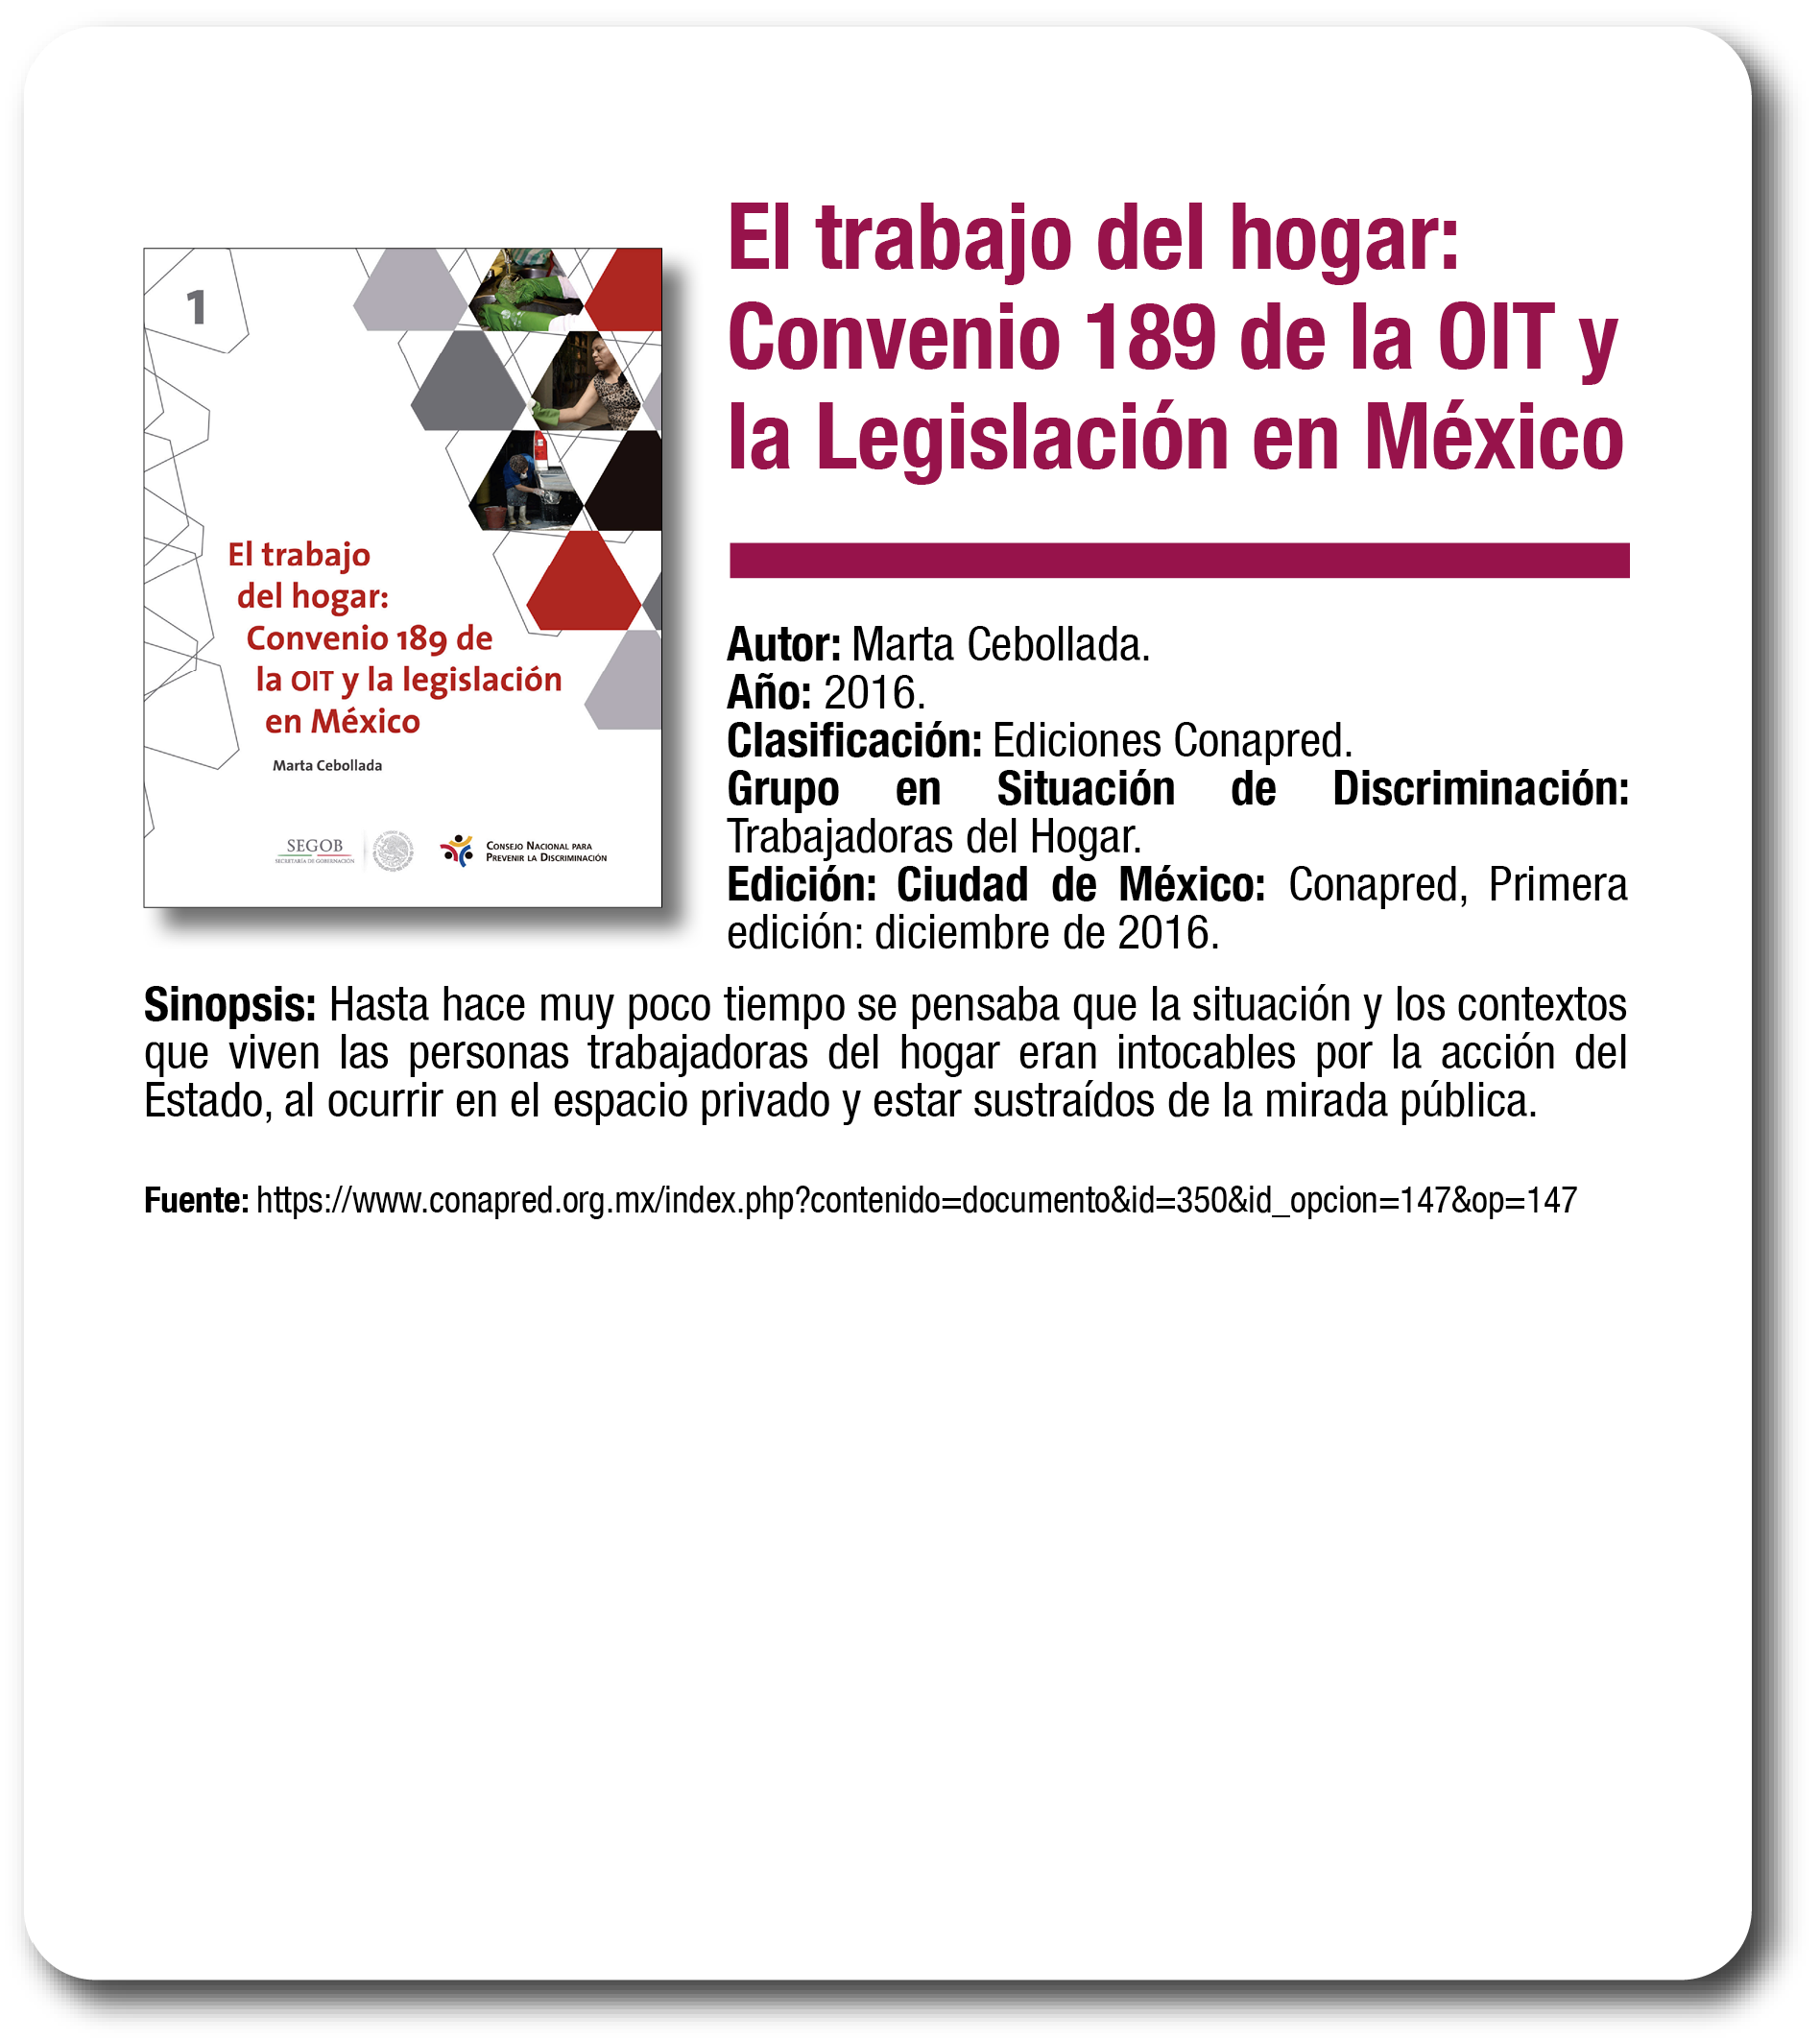 1
El trabajo
del hogar:
Convenio 189 de
la OIT y la legislación
en México
Marta Cebollada
SEGOB
SECRETARÍA DE GOBERNACIÓN
CONSEJO NACIONAL PARA
PREVENIR LA DISCRIMINACIÓN
El trabajo del hogar:
Convenio 189 de la OIT y
la Legislación en México
Autor: Marta Cebollada.
Año: 2016.
Clasificación: Ediciones Conapred.
Grupo en Situación de Discriminación:
Trabajadoras del Hogar.
Edición: Ciudad de México: Conapred, Primera
edición: diciembre de 2016.
Sinopsis: Hasta hace muy poco tiempo se pensaba que la situación y los contextos
que viven las personas trabajadoras del hogar eran intocables por la acción del
Estado, al ocurrir en el espacio privado y estar sustraídos de la mirada pública.
Fuente: https://www.conapred.org.mx/index.php?contenido=documento&id=350&id_opcion=147&op=147